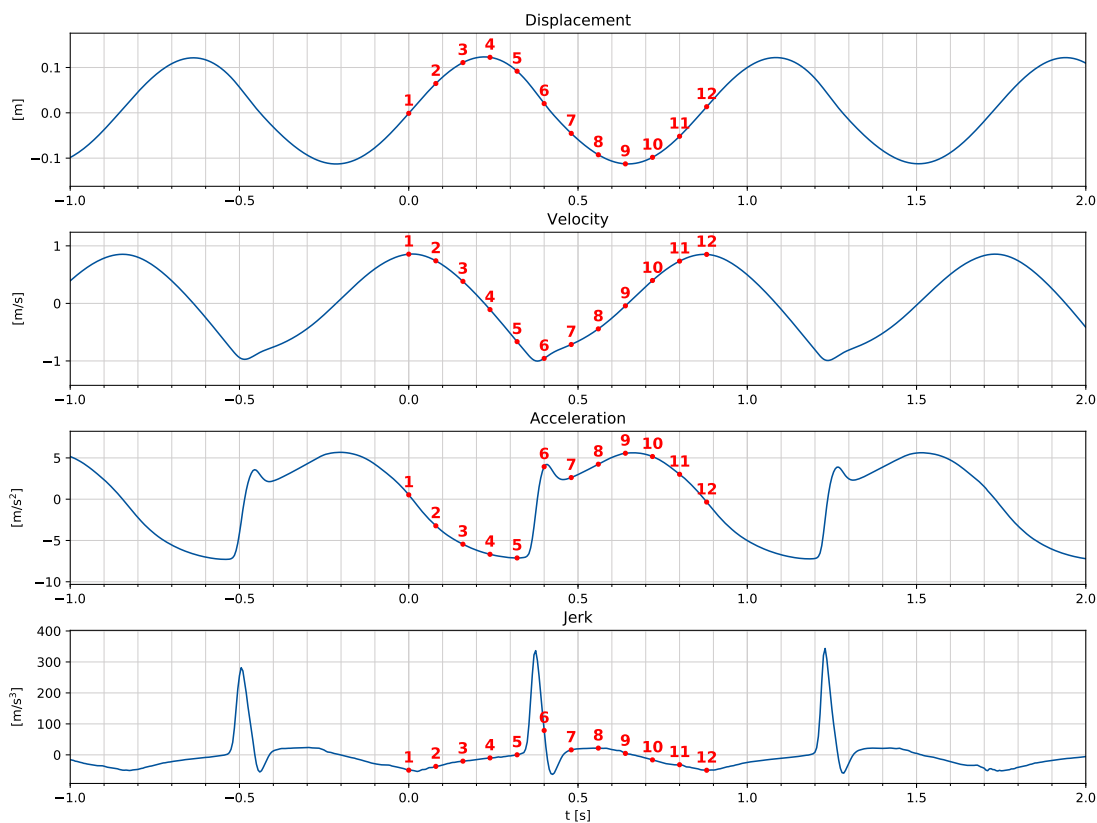 Displacement
[m]
0.1
0.0
−0.1
1 2 3 4 5 6 7 8 9 10 11 12
−1.0 −0.5 0.0 0.5 1.0 1.5 2.0
Velocity
[m/s]
1
0
−1
1 2 3 4 5 6 7 8 9 10 11 12
−1.0 −0.5 0.0 0.5 1.0 1.5 2.0
Acceleration
[m/s²]
5
0
−5
−10
1 2 3 4 5 6 7 8 9 10 11 12
−1.0 −0.5 0.0 0.5 1.0 1.5 2.0
Jerk
[m/s³]
400
300
200
100
0
1 2 3 4 5 6 7 8 9 10 11 12
−1.0 −0.5 0.0 0.5 1.0 1.5 2.0
t [s]